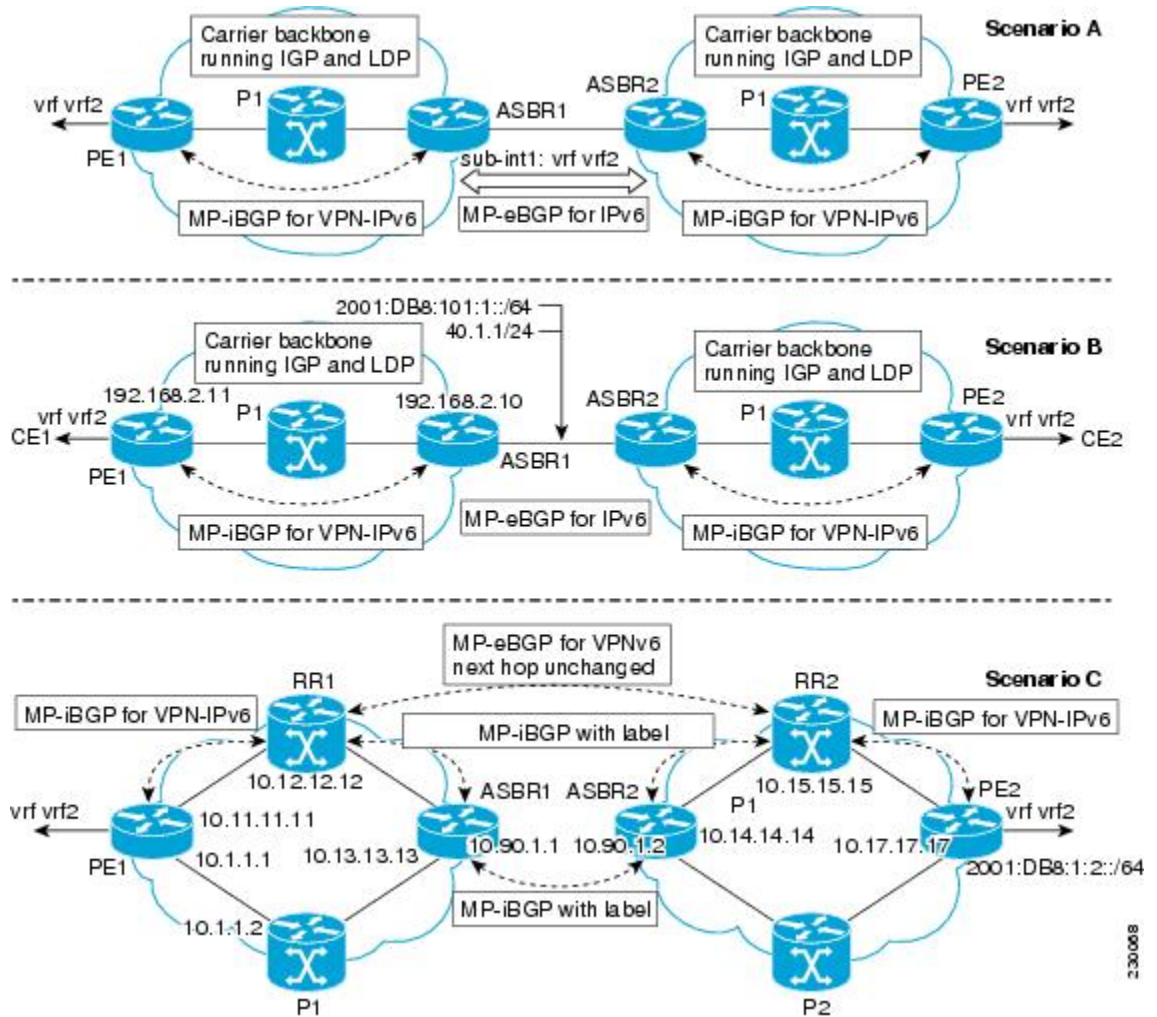 Scenario A
Carrier backbone
running IGP and LDP
Carrier backbone
running IGP and LDP
vrf vrf2
P1
ASBR1
ASBR2
P1
PE2
vrf vrf2
PE1
sub-int1: vrf vrf2
MP-iBGP for VPN-IPv6
MP-eBGP for IPv6
MP-iBGP for VPN-IPv6
2001:DB8:101:1::/64
40.1.1/24
Scenario B
Carrier backbone
running IGP and LDP
Carrier backbone
running IGP and LDP
192.168.2.11
192.168.2.10
vrf vrf2
CE1
P1
ASBR1
ASBR2
P1
PE2
vrf vrf2
CE2
PE1
MP-iBGP for VPN-IPv6
MP-eBGP for IPv6
MP-iBGP for VPN-IPv6
MP-eBGP for VPNv6
next hop unchanged
Scenario C
RR1
RR2
MP-iBGP for VPN-IPv6
MP-iBGP with label
MP-iBGP for VPN-IPv6
10.12.12.12
10.15.15.15
ASBR1
ASBR2
P1
PE2
vrf vrf2
10.11.11.11
10.14.14.14
vrf vrf2
PE1
10.1.1.1
10.13.13.13
10.90.1.1
10.90.1.2
10.17.17.17
2001:DB8:1:2::/64
MP-iBGP with label
10.1.1.2
P1
P2
230068